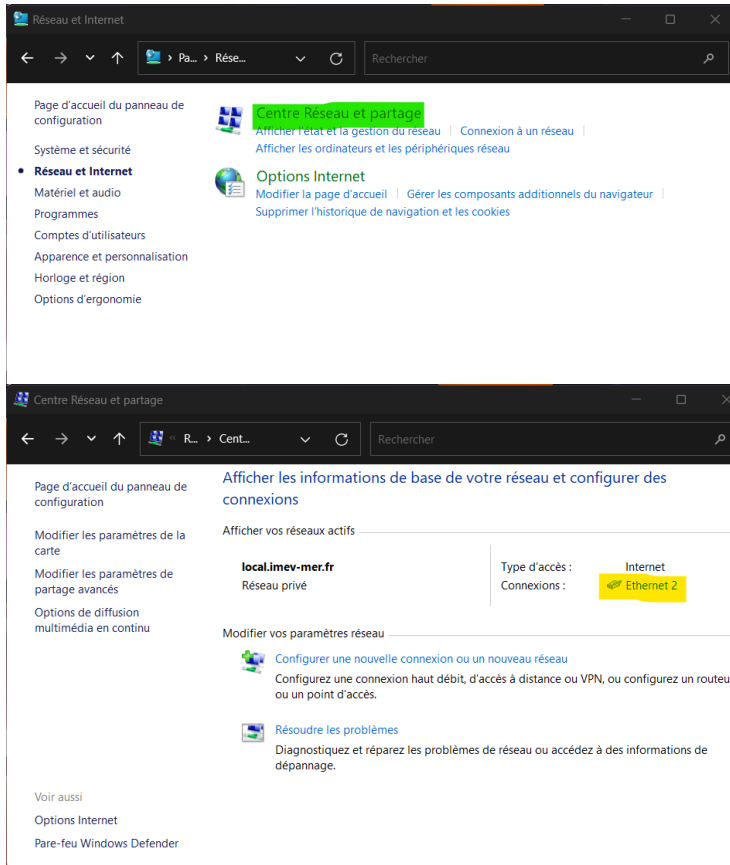 Réseau et Internet
Pa... › Rése...
Rechercher
Page d'accueil du panneau de
configuration
Système et sécurité
Réseau et Internet
Matériel et audio
Programmes
Comptes d'utilisateurs
Apparence et personnalisation
Horloge et région
Options d'ergonomie
Centre Réseau et partage
Afficher l'état et la gestion du réseau
Connexion à un réseau
Afficher les ordinateurs et les périphériques réseau
Options Internet
Modifier la page d'accueil
Gérer les composants additionnels du navigateur
Supprimer l'historique de navigation et les cookies
Centre Réseau et partage
« R... › Cent...
Rechercher
Page d'accueil du panneau de
configuration
Modifier les paramètres de la
carte
Modifier les paramètres de
partage avancés
Options de diffusion
multimédia en continu
Afficher les informations de base de votre réseau et configurer des
connexions
Afficher vos réseaux actifs
local.imev-mer.fr
Réseau privé
Type d'accès : Internet
Connexions : Ethernet 2
Modifier vos paramètres réseau
Configurer une nouvelle connexion ou un nouveau réseau
Configurez une connexion haut débit, d'accès à distance ou VPN, ou configurez un routeu
ou un point d'accès.
Résoudre les problèmes
Diagnostiquez et réparez les problèmes de réseau ou accédez à des informations de
dépannage.
Voir aussi
Options Internet
Pare-feu Windows Defender